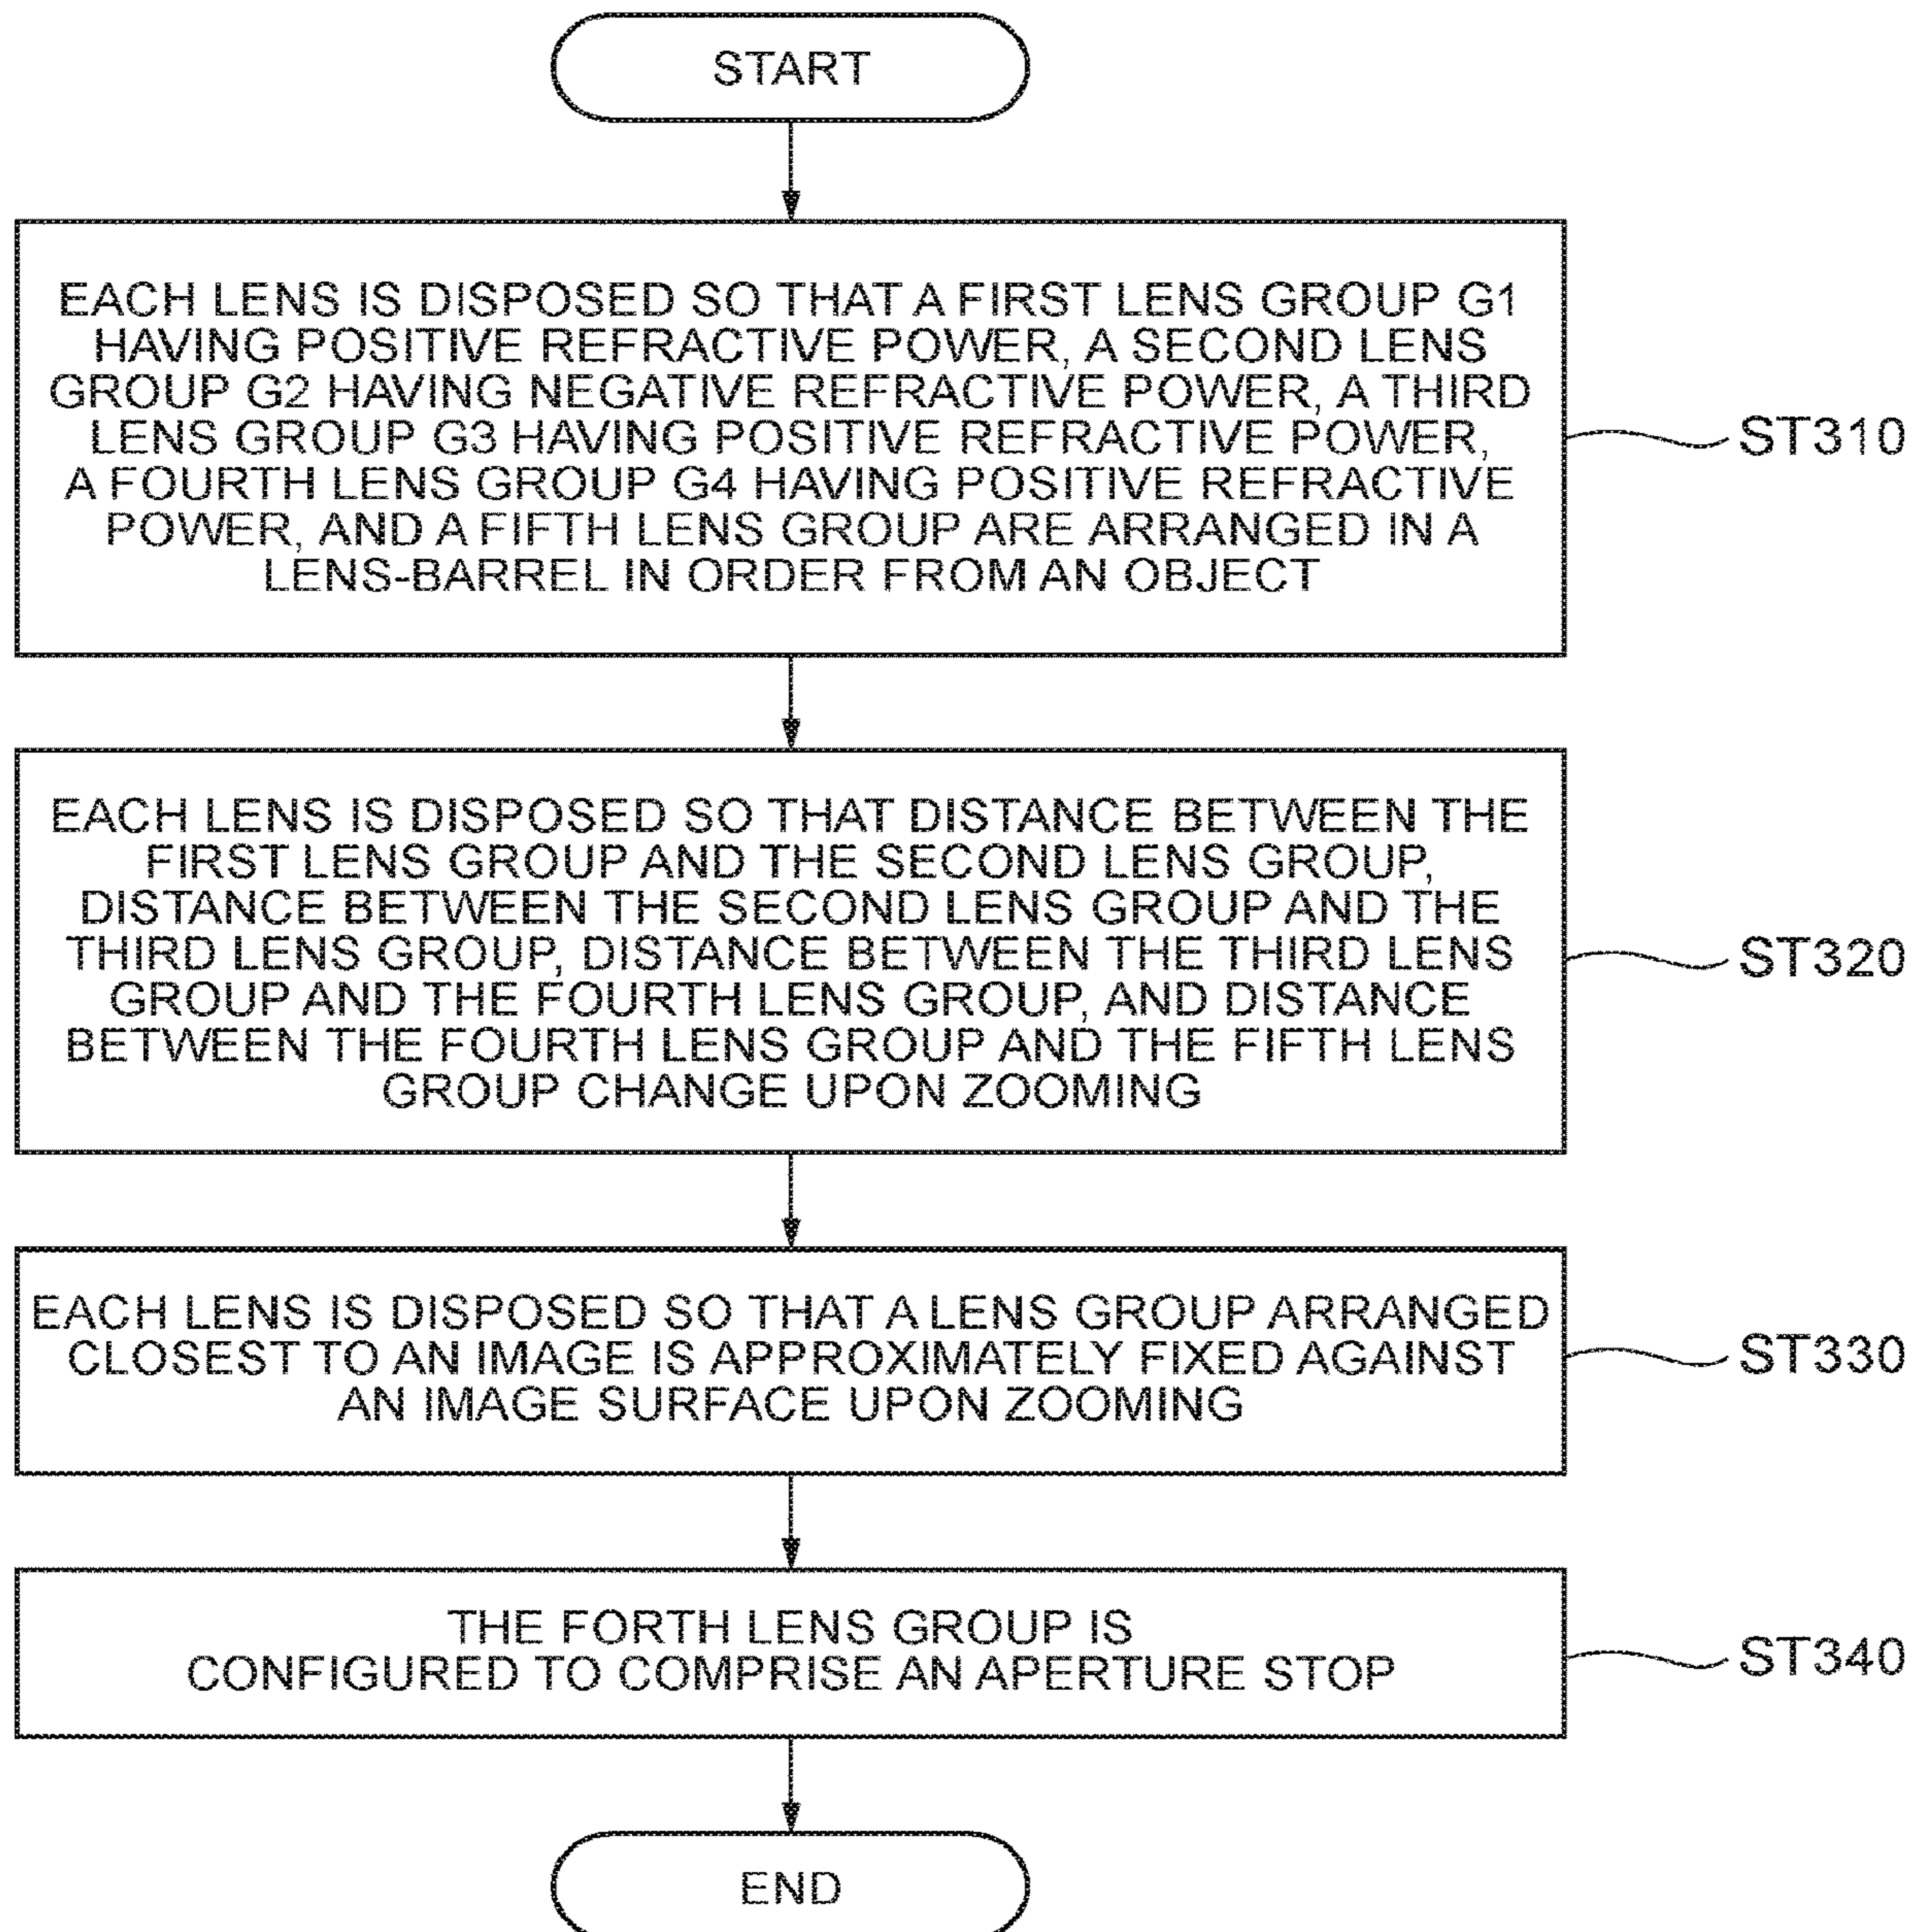 START
EACH LENS IS DISPOSED SO THAT A FIRST LENS GROUP G1
HAVING POSITIVE REFRACTIVE POWER, A SECOND LENS
GROUP G2 HAVING NEGATIVE REFRACTIVE POWER, A THIRD
LENS GROUP G3 HAVING POSITIVE REFRACTIVE POWER,
A FOURTH LENS GROUP G4 HAVING POSITIVE REFRACTIVE
POWER, AND A FIFTH LENS GROUP ARE ARRANGED IN A
LENS-BARREL IN ORDER FROM AN OBJECT
ST310
EACH LENS IS DISPOSED SO THAT DISTANCE BETWEEN THE
FIRST LENS GROUP AND THE SECOND LENS GROUP,
DISTANCE BETWEEN THE SECOND LENS GROUP AND THE
THIRD LENS GROUP, DISTANCE BETWEEN THE THIRD LENS
GROUP AND THE FOURTH LENS GROUP, AND DISTANCE
BETWEEN THE FOURTH LENS GROUP AND THE FIFTH LENS
GROUP CHANGE UPON ZOOMING
ST320
EACH LENS IS DISPOSED SO THAT A LENS GROUP ARRANGED
CLOSEST TO AN IMAGE IS APPROXIMATELY FIXED AGAINST
AN IMAGE SURFACE UPON ZOOMING
ST330
THE FORTH LENS GROUP IS
CONFIGURED TO COMPRISE AN APERTURE STOP
ST340
END